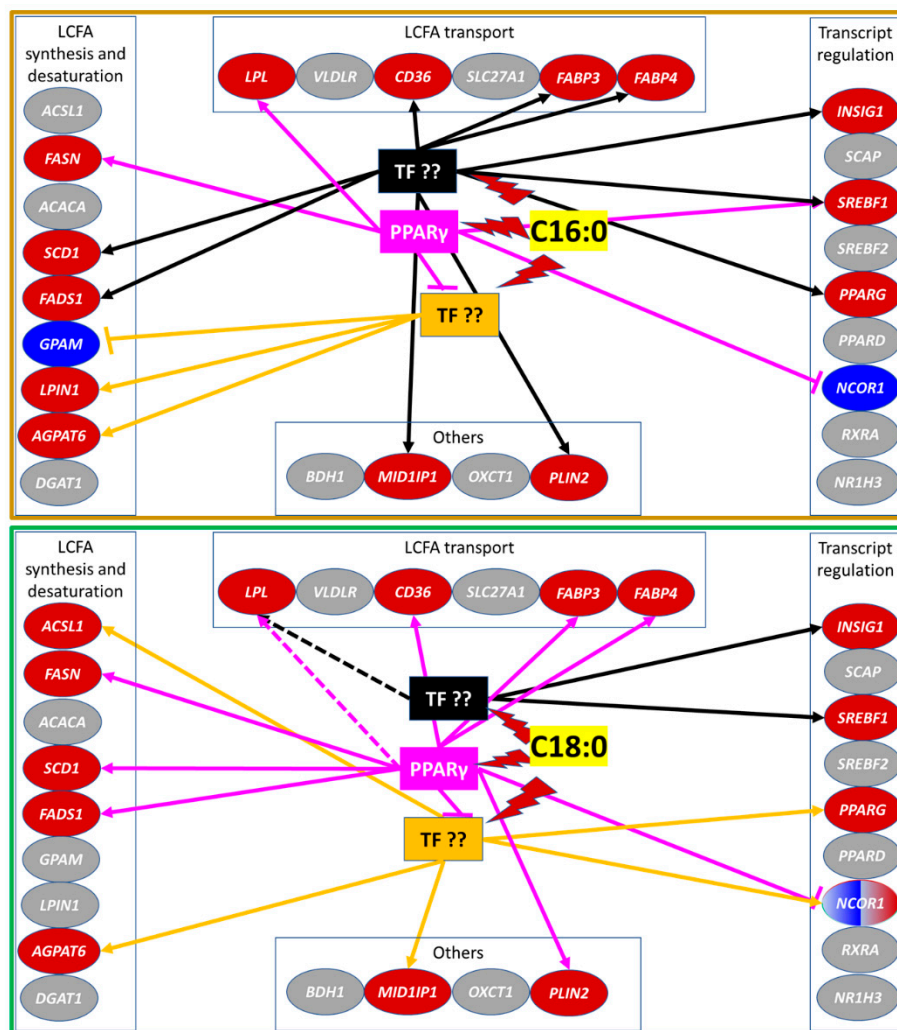 LCFA
synthesis and
desaturation
ACSL1
FASN
ACACA
SCD1
FADS1
GPAM
LPIN1
AGPAT6
DGAT1
LCFA transport
LPL VLDLR CD36 SLC27A1 FABP3 FABP4
TF ??
PPARγ
C16:0
TF ??
Others
BDH1 MID1IP1 OXCT1 PLIN2
Transcript
regulation
INSIG1
SCAP
SREBF1
SREBF2
PPARG
PPARD
NCOR1
RXRA
NR1H3
LCFA
synthesis and
desaturation
ACSL1
FASN
ACACA
SCD1
FADS1
GPAM
LPIN1
AGPAT6
DGAT1
LCFA transport
LPL VLDLR CD36 SLC27A1 FABP3 FABP4
TF ??
C18:0
PPARγ
TF ??
Others
BDH1 MID1IP1 OXCT1 PLIN2
Transcript
regulation
INSIG1
SCAP
SREBF1
SREBF2
PPARG
PPARD
NCOR1
RXRA
NR1H3